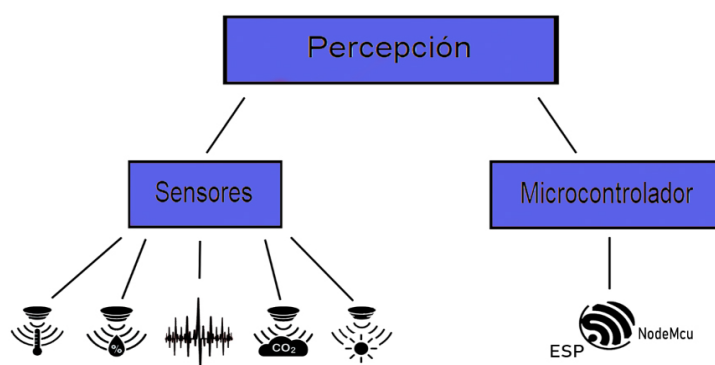 Percepción
Sensores
Microcontrolador
%
CO2
ESP
NodeMcu